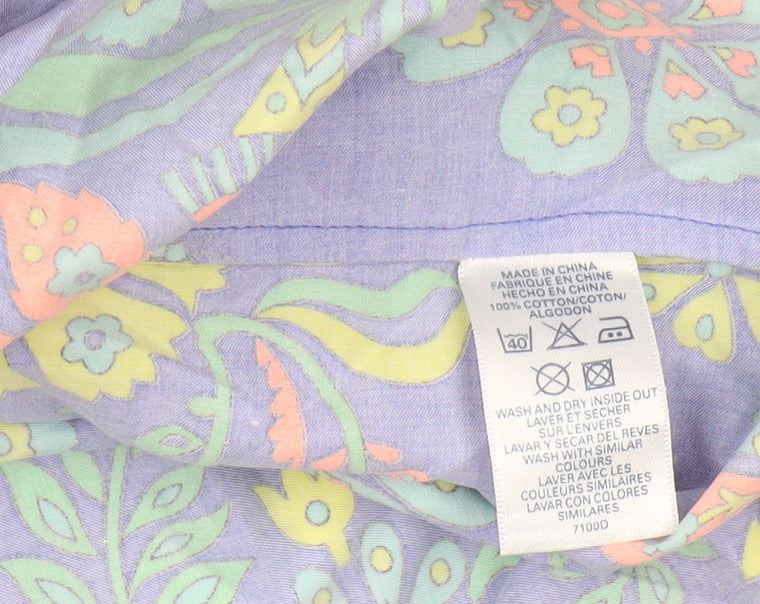 MADE IN CHINA
FABRIQUE EN CHINE
HECHO EN CHINA
100% COTTON/COTON/
ALGODON
40
WASH AND DRY INSIDE OUT
LAVER ET SECHER
SUR L'ENVERS
LAVAR Y SECAR DEL REVES
WASH WITH SIMILAR
COLOURS
LAVER AVEC LES
COULEURS SIMILAIRES
LAVAR CON COLORES
SIMILARES
7100D